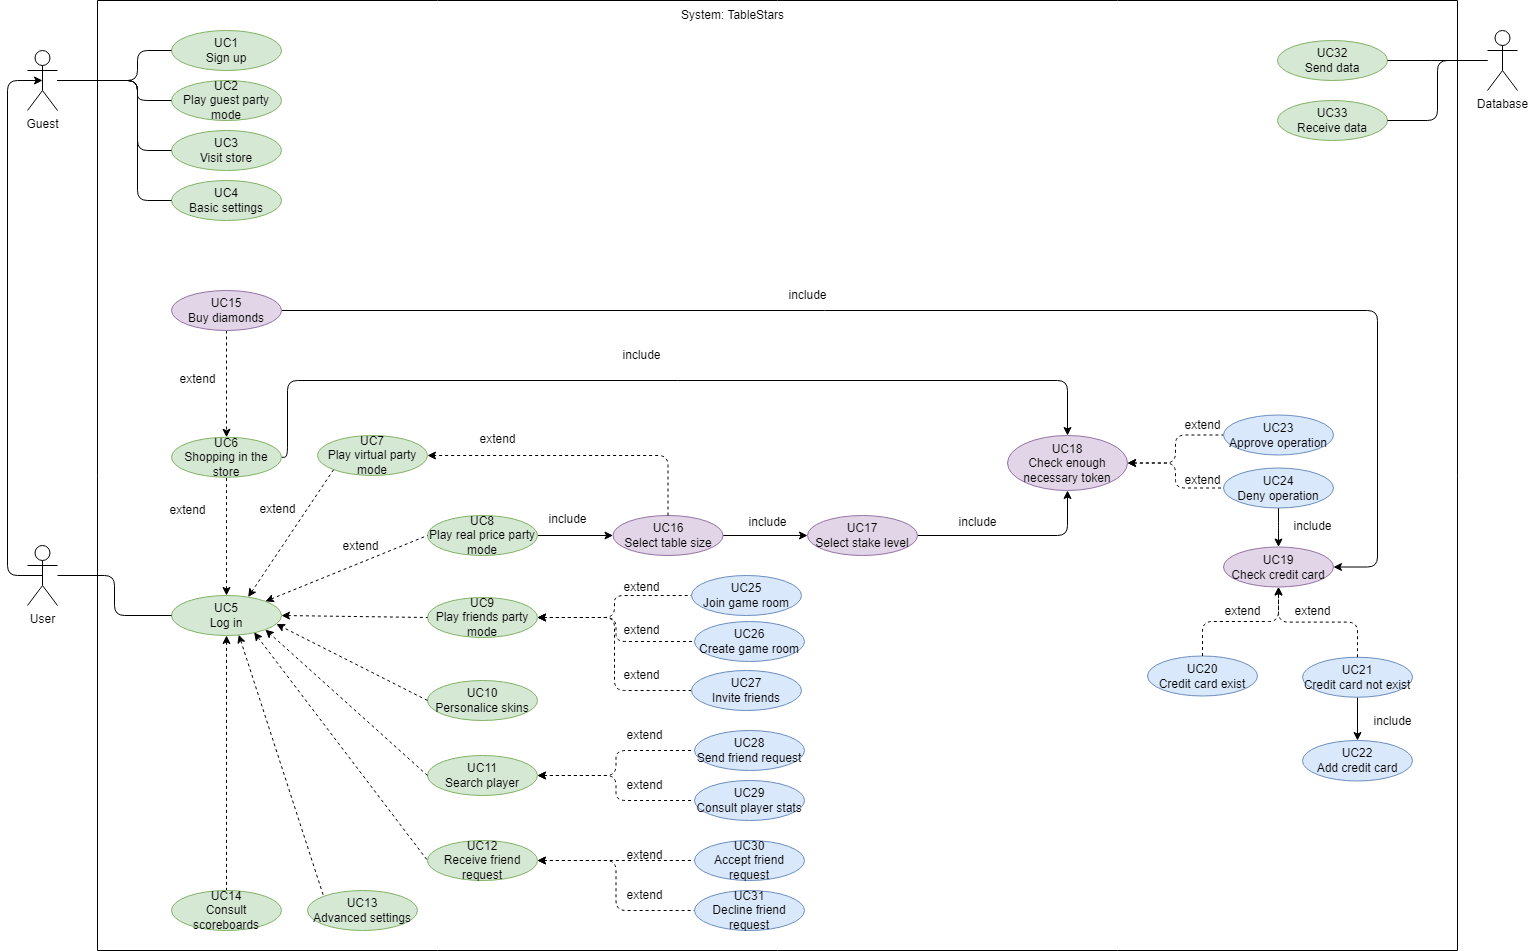 System: TableStars
UC1
Sign up
UC2
Play guest party
mode
UC3
Visit store
UC4
Basic settings
Guest
UC32
Send data
UC33
Receive data
Database
UC15
Buy diamonds
include
extend
include
UC6
Shopping in the
store
UC7
Play virtual party
mode
extend
UC18
Check enough
necessary token
extend
UC23
Approve operation
extend
UC24
Deny operation
include
extend
extend
extend
UC8
Play real price party
mode
include
UC16
Select table size
include
UC17
Select stake level
include
UC19
Check credit card
User
UC5
Log in
UC9
Play friends party
mode
extend
UC25
Join game room
extend
UC26
Create game room
extend
UC27
Invite friends
extend
extend
UC20
Credit card exist
UC21
Credit card not exist
include
UC22
Add credit card
UC10
Personalice skins
UC11
Search player
extend
UC28
Send friend request
extend
UC29
Consult player stats
UC12
Receive friend
request
extend
UC30
Accept friend
request
extend
UC31
Decline friend
request
UC14
Consult
scoreboards
UC13
Advanced settings